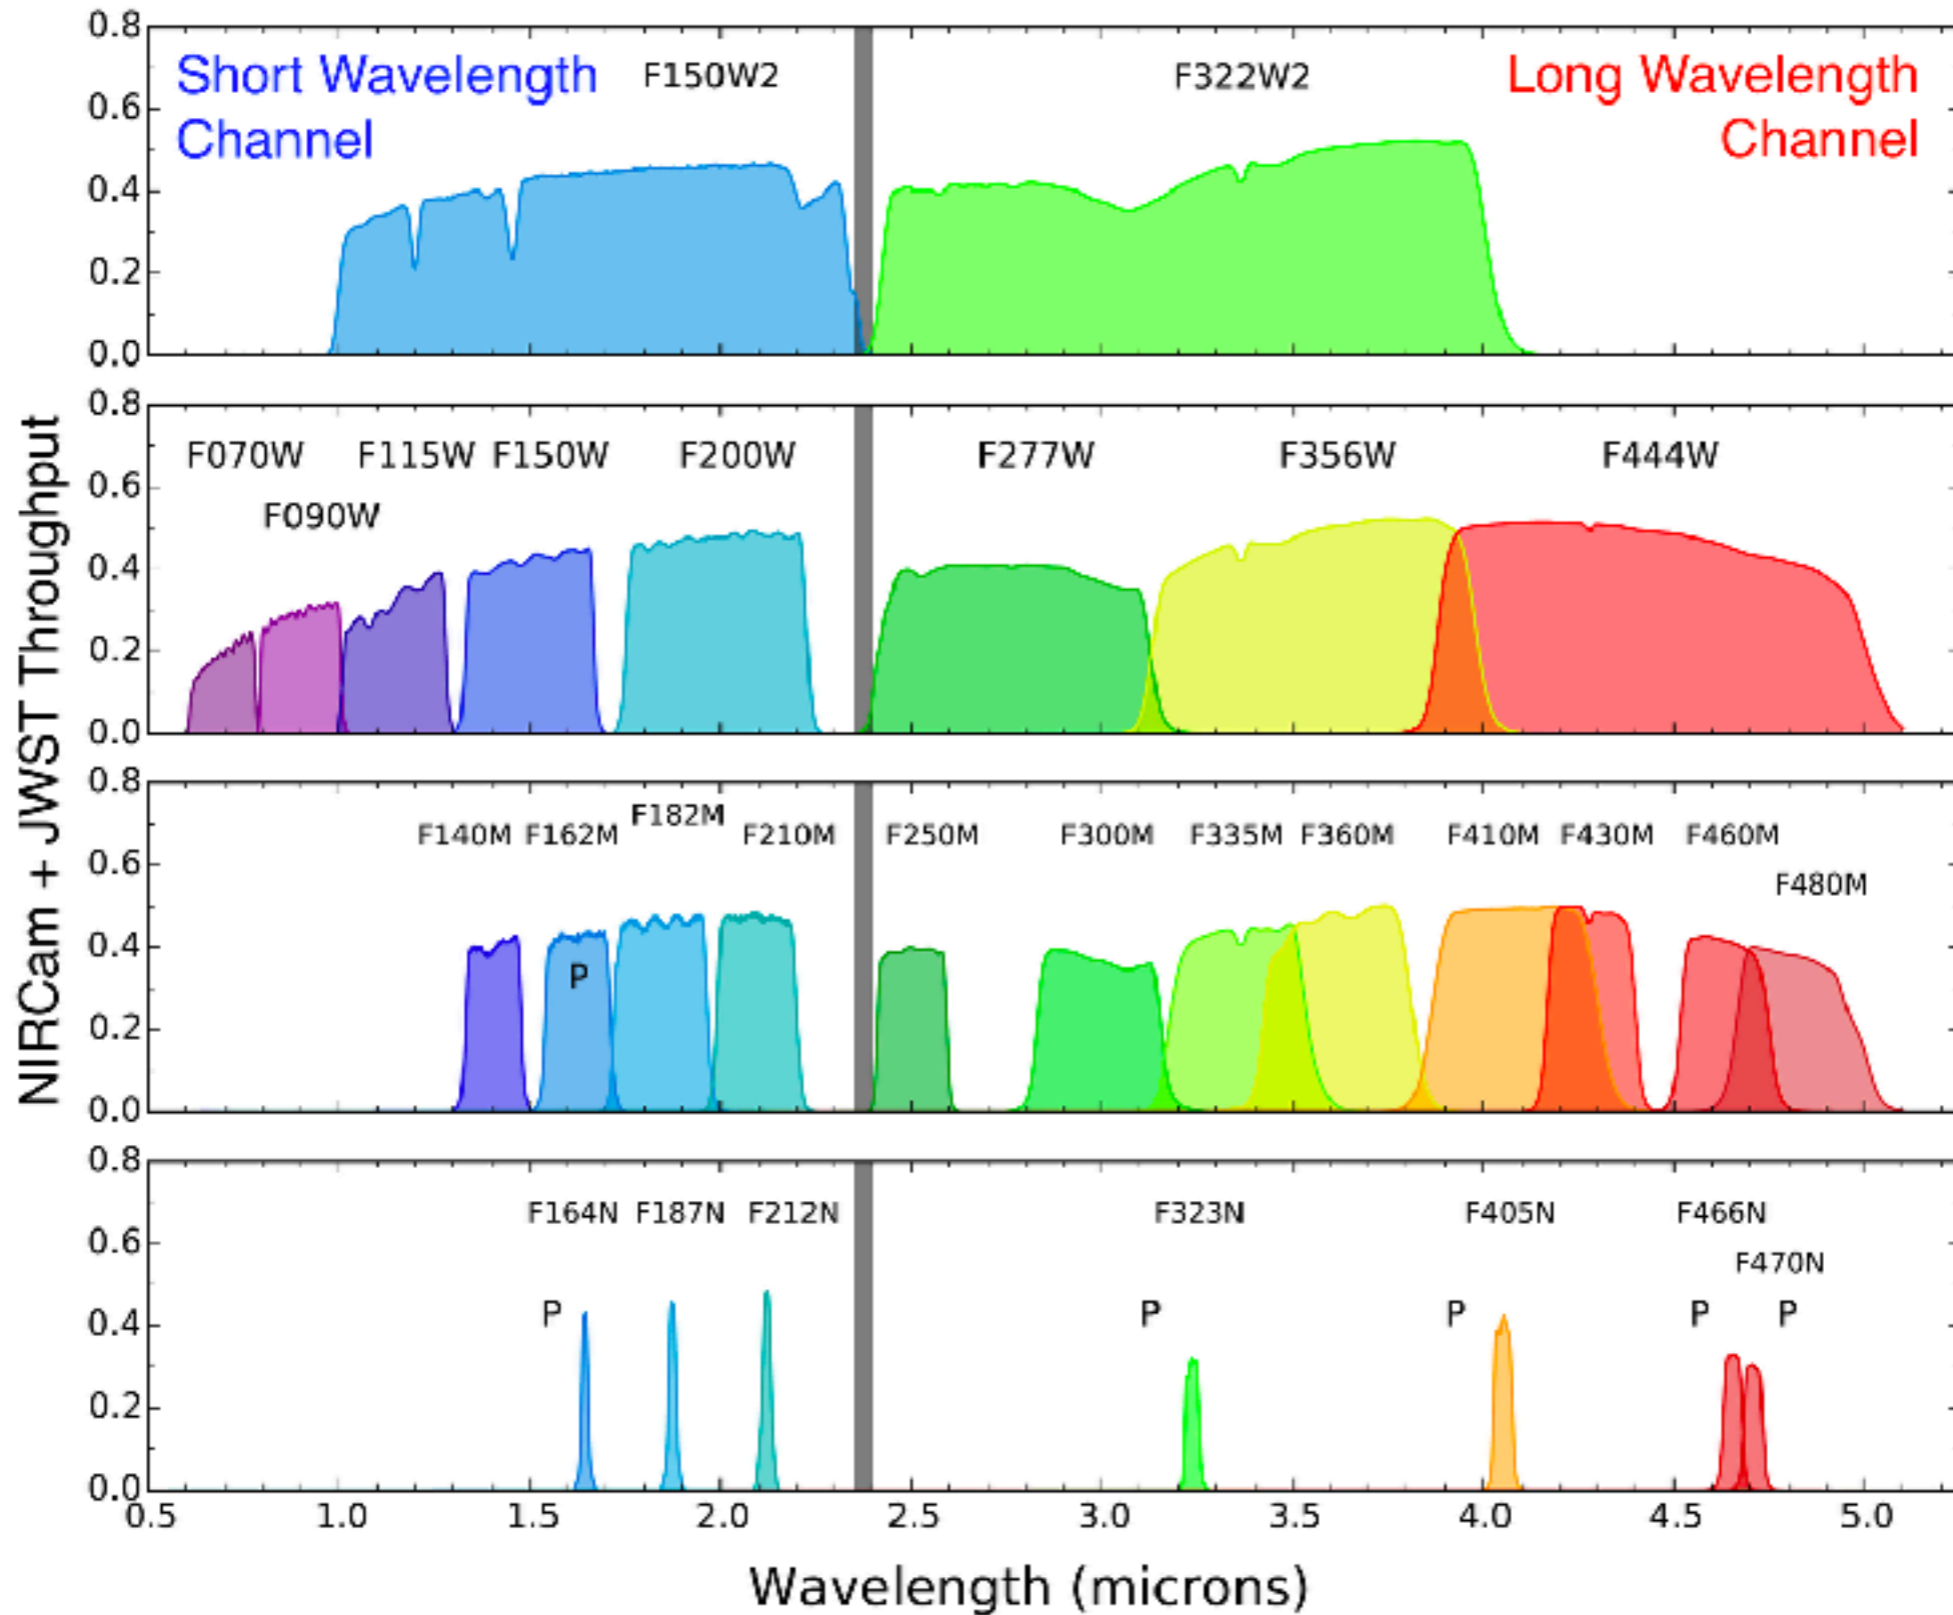 0.8
Short Wavelength
Channel
F150W2
F322W2
Long Wavelength
Channel
0.6
0.4
0.2
0.0
NIRCam + JWST Throughput
0.8
F070W F115W F150W F200W F277W F356W F444W
F090W
0.6
0.4
0.2
0.0
0.8
F182M
F140M F162M F210M F250M F300M F335M F360M F410M F430M F460M
F480M
P
0.6
0.4
0.2
0.0
0.8
F164N F187N F212N F323N F405N F466N
F470N
P P P P P
0.6
0.4
0.2
0.0
0.5 1.0 1.5 2.0 2.5 3.0 3.5 4.0 4.5 5.0
Wavelength (microns)